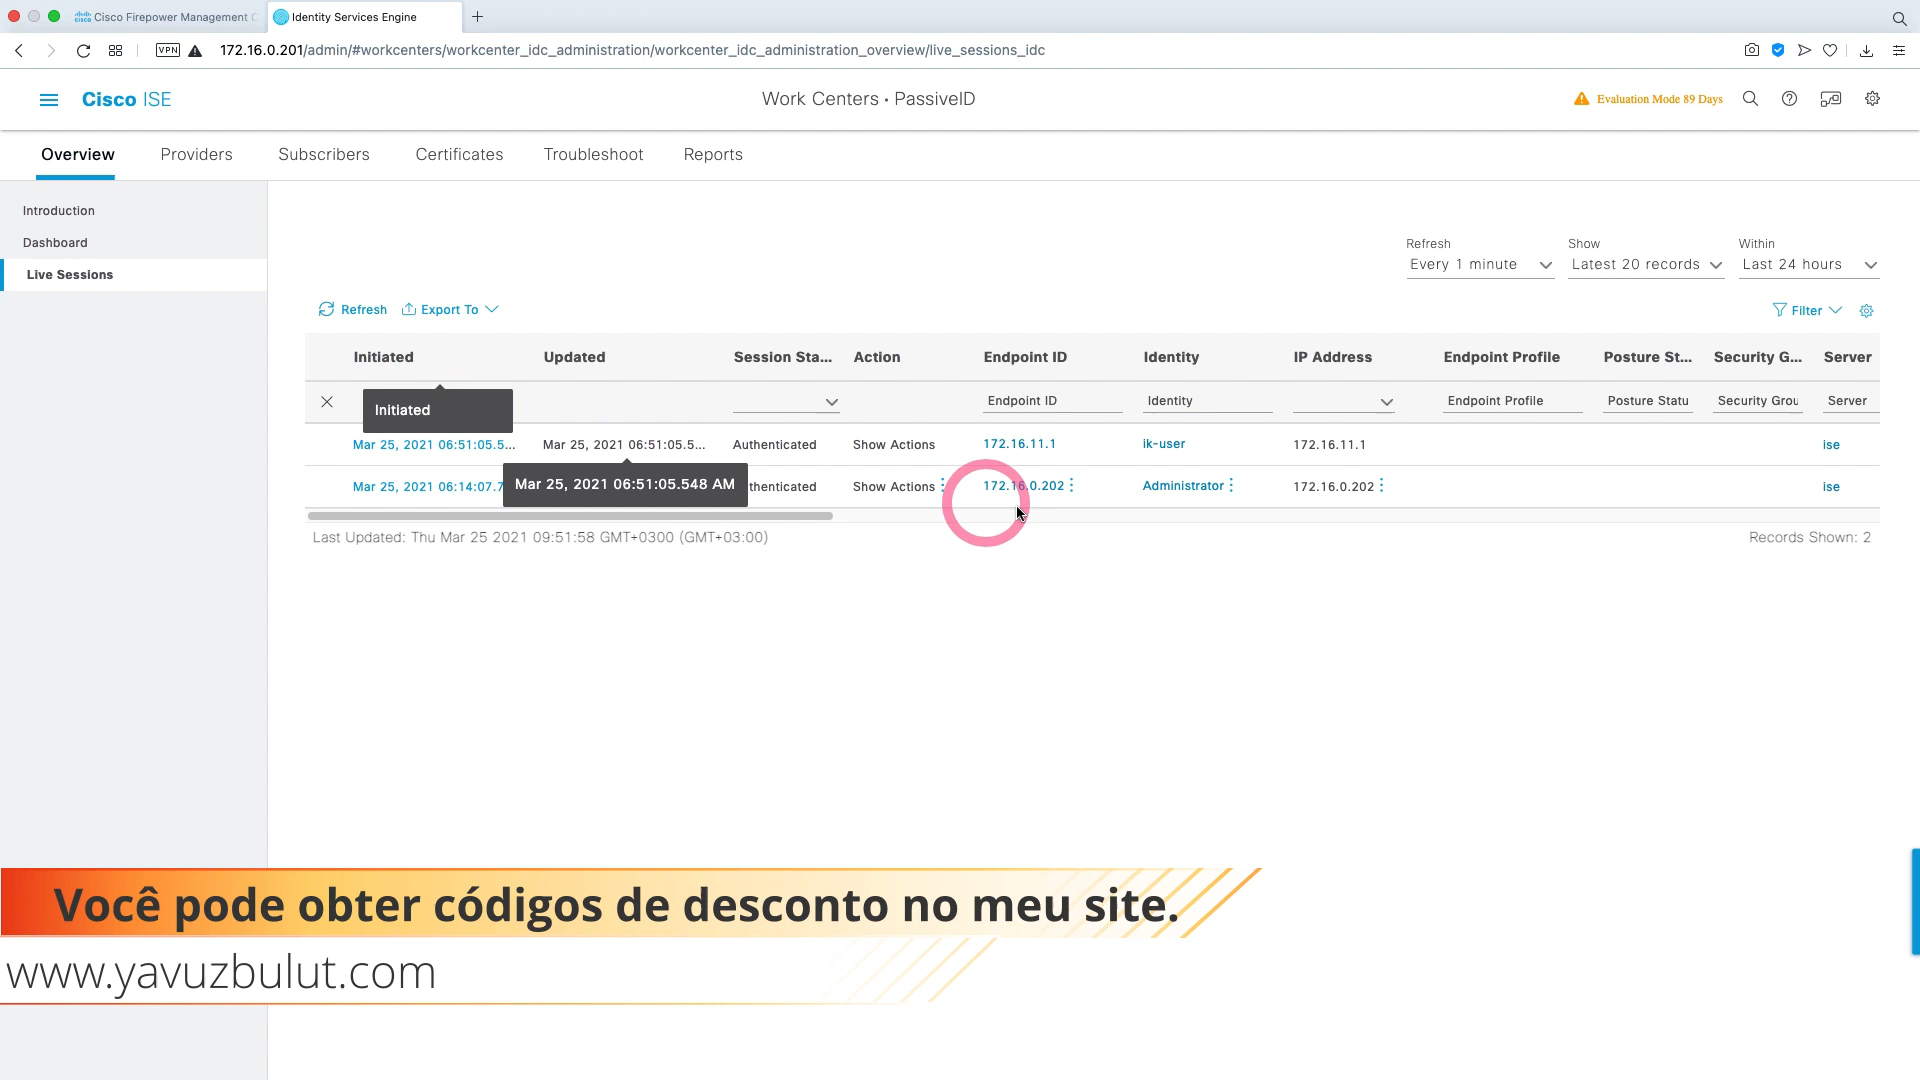 Cisco Firepower Management C
Identity Services Engine
VPN
172.16.0.201/admin/#workcenters/workcenter_idc_administration/workcenter_idc_administration_overview/live_sessions_idc
Cisco ISE
Work Centers • PassiveID
Evaluation Mode 89 Days
Overview Providers Subscribers Certificates Troubleshoot Reports
Introduction
Dashboard
Live Sessions
Refresh Show Within
Every 1 minute Latest 20 records Last 24 hours
Refresh Export To Filter
Initiated Updated Session Sta... Action Endpoint ID Identity IP Address Endpoint Profile Posture St... Security G... Server
Initiated Endpoint ID Identity Endpoint Profile Posture Statu Security Grou Server
Mar 25, 2021 06:51:05.5... Mar 25, 2021 06:51:05.5... Authenticated Show Actions 172.16.11.1 ik-user 172.16.11.1 ise
Mar 25, 2021 06:14:07.7 Mar 25, 2021 06:51:05.548 AM thenticated Show Actions 172.16.0.202 Administrator 172.16.0.202 ise
Last Updated: Thu Mar 25 2021 09:51:58 GMT+0300 (GMT+03:00) Records Shown: 2
Você pode obter códigos de desconto no meu site.
www.yavuzbulut.com